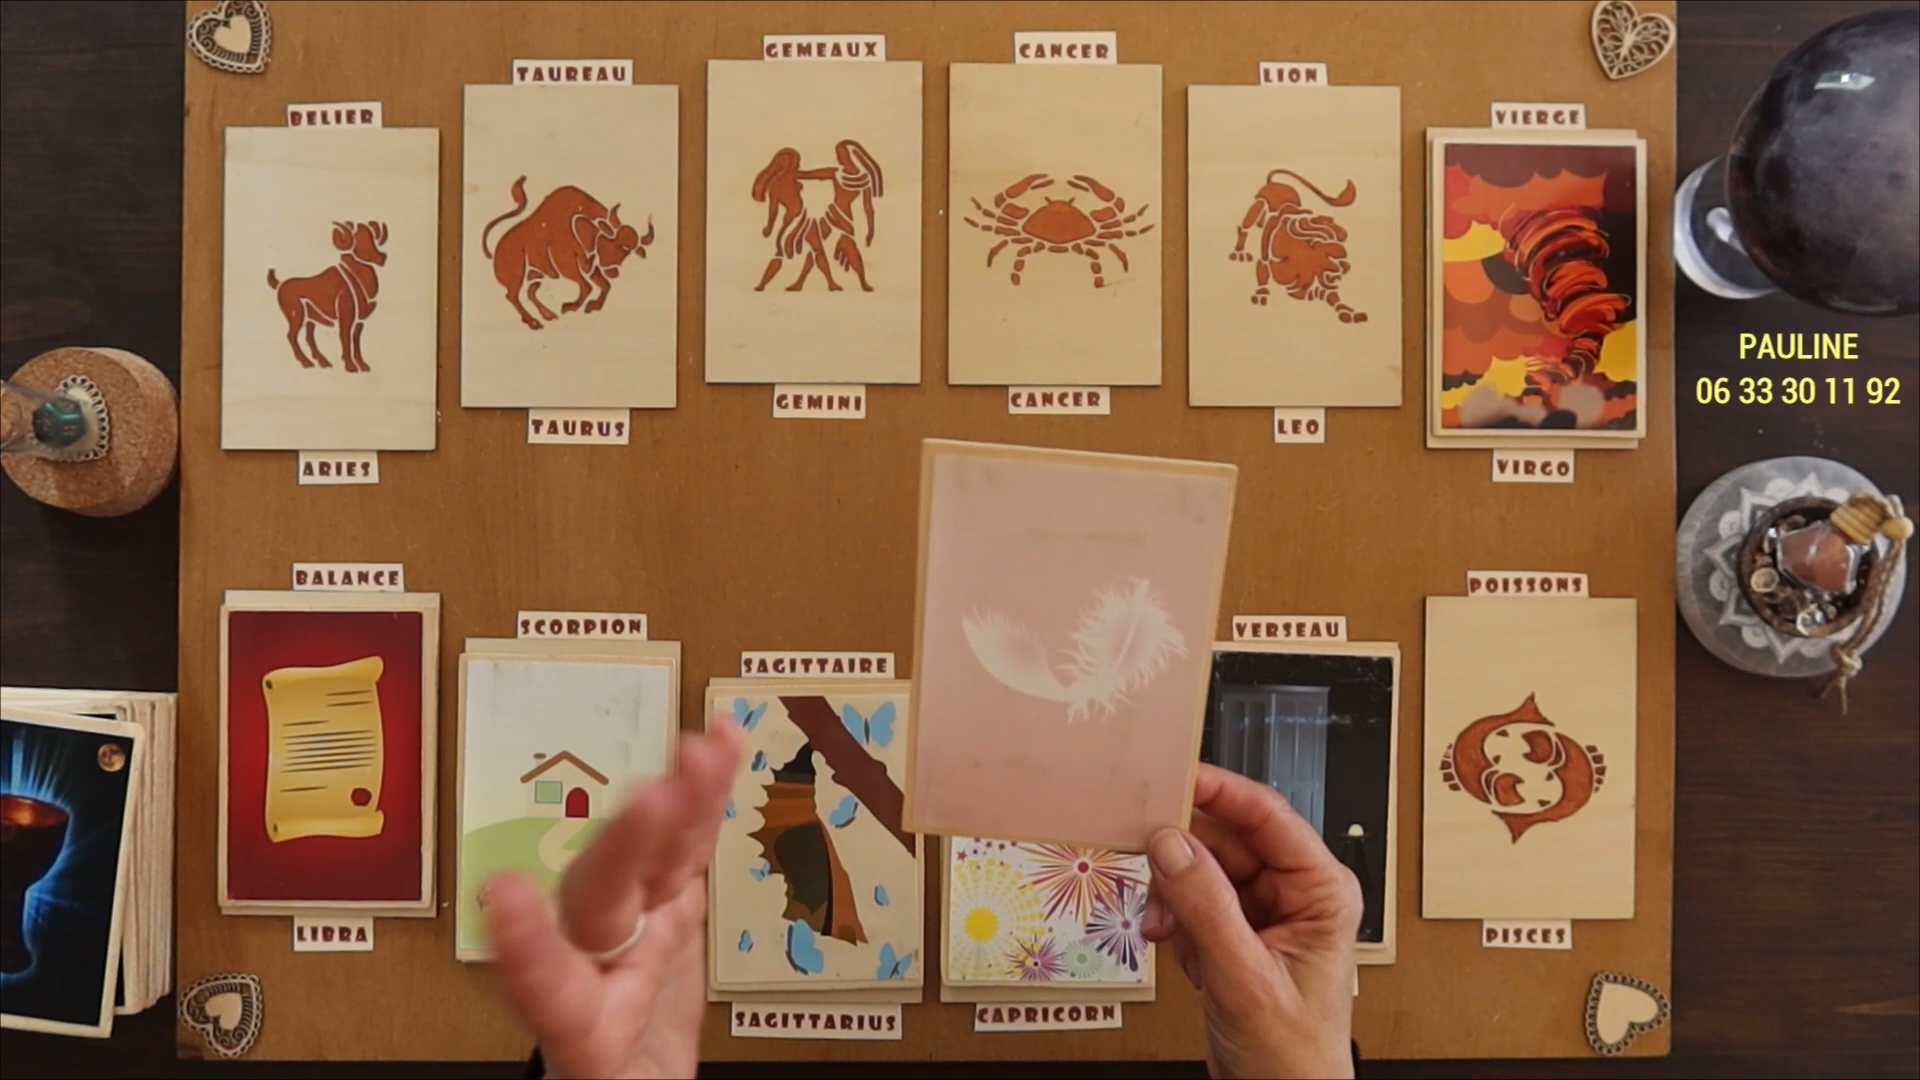 GEMEAUX
CANCER
TAUREAU
LION
BELIER
VIERGE
PAULINE
06 33 30 11 92
GEMINI
CANCER
TAURUS
LEO
ARIES
VIRGO
BALANCE
POISSONS
SCORPION
VERSEAU
SAGITTAIRE
LIBRA
PISCES
SAGITTARIUS
CAPRICORN